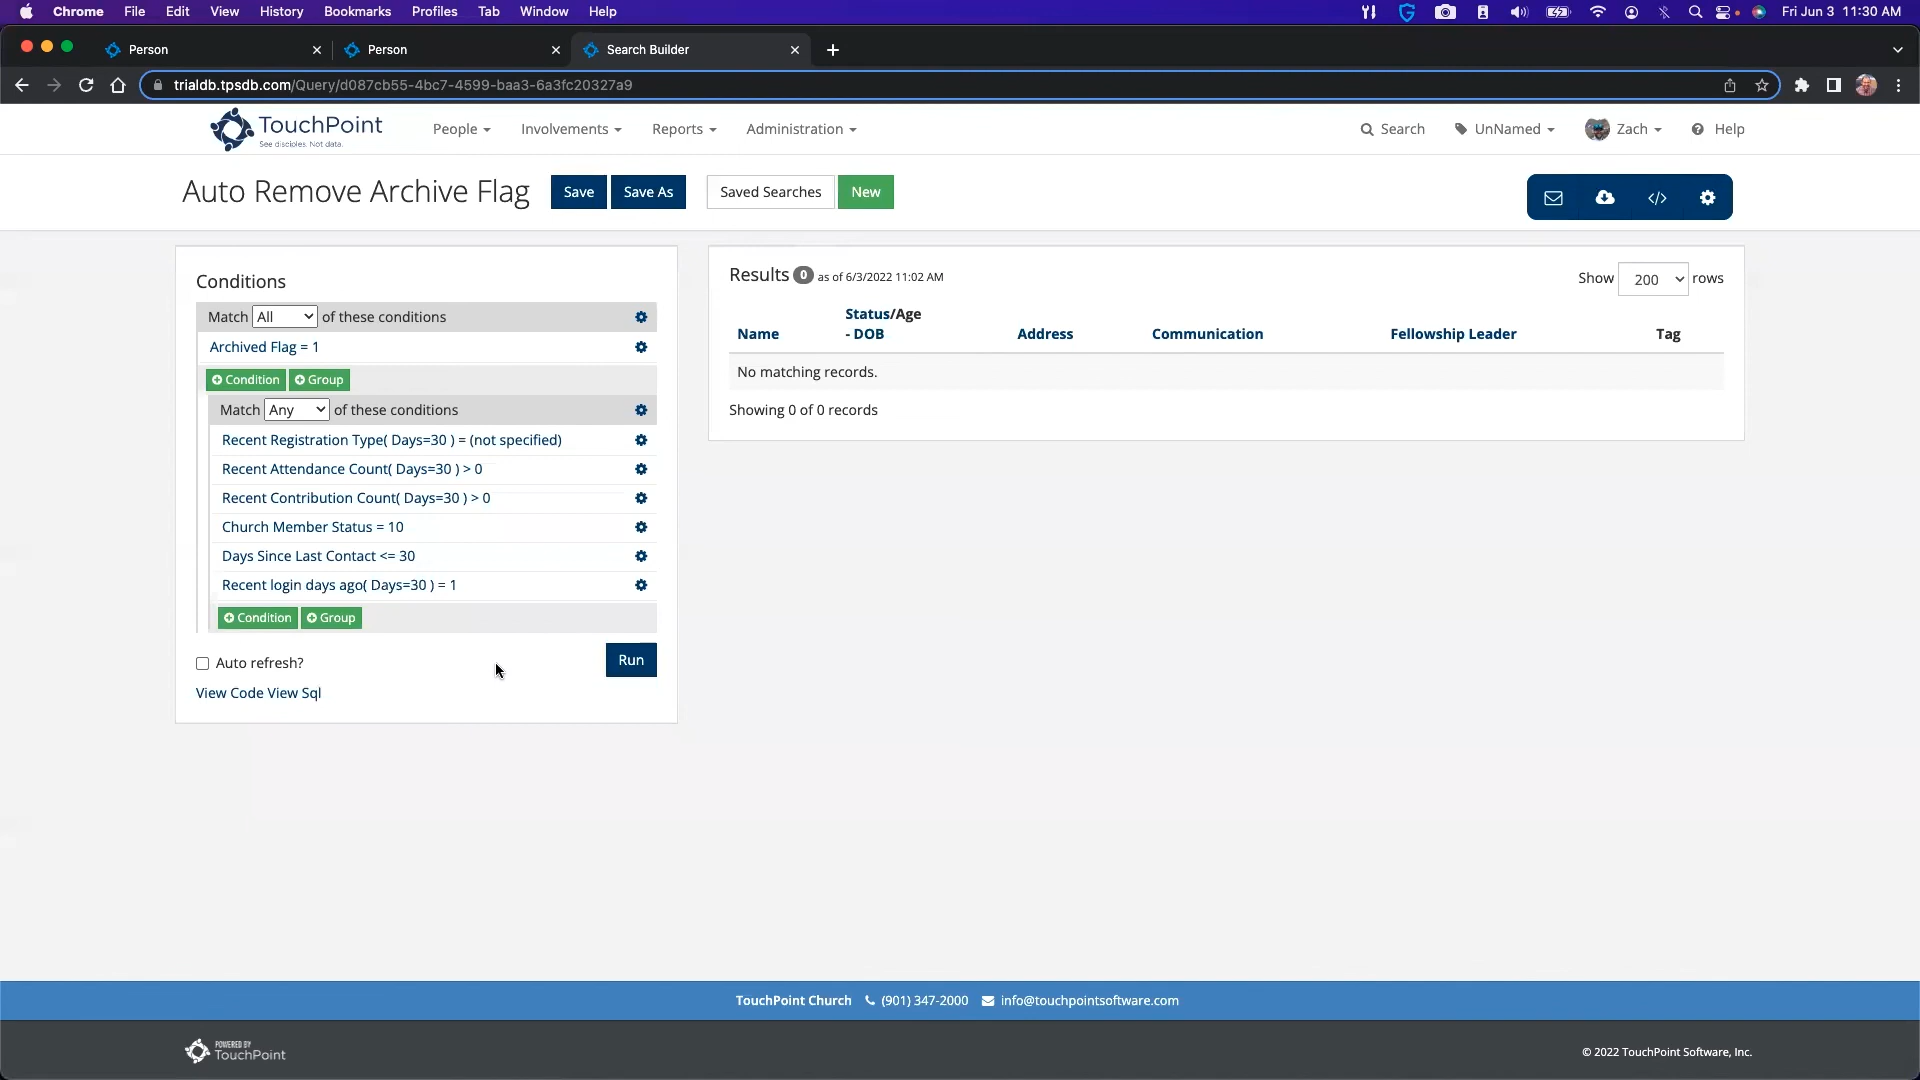 Chrome File Edit View History Bookmarks Profiles Tab Window Help Fri Jun 3 11:30 AM
Person Person Search Builder
trialdb.tpsdb.com/Query/d087cb55-4bc7-4599-baa3-6a3fc20327a9
TouchPoint People Involvements Reports Administration Search UnNamed Zach Help
See disciples. Not data.
Auto Remove Archive Flag Save Save As Saved Searches New
Conditions
Match All of these conditions
Archived Flag = 1
Condition Group
Match Any of these conditions
Recent Registration Type( Days=30 ) = (not specified)
Recent Attendance Count( Days=30 ) > 0
Recent Contribution Count( Days=30 ) > 0
Church Member Status = 10
Days Since Last Contact <= 30
Recent login days ago( Days=30 ) = 1
Condition Group
Auto refresh? Run
View Code View Sql
Results 0 as of 6/3/2022 11:02 AM Show 200 rows
Name Status/Age - DOB Address Communication Fellowship Leader Tag
No matching records.
Showing 0 of 0 records
TouchPoint Church (901) 347-2000 info@touchpointsoftware.com
POWERED BY
TouchPoint
© 2022 TouchPoint Software, Inc.